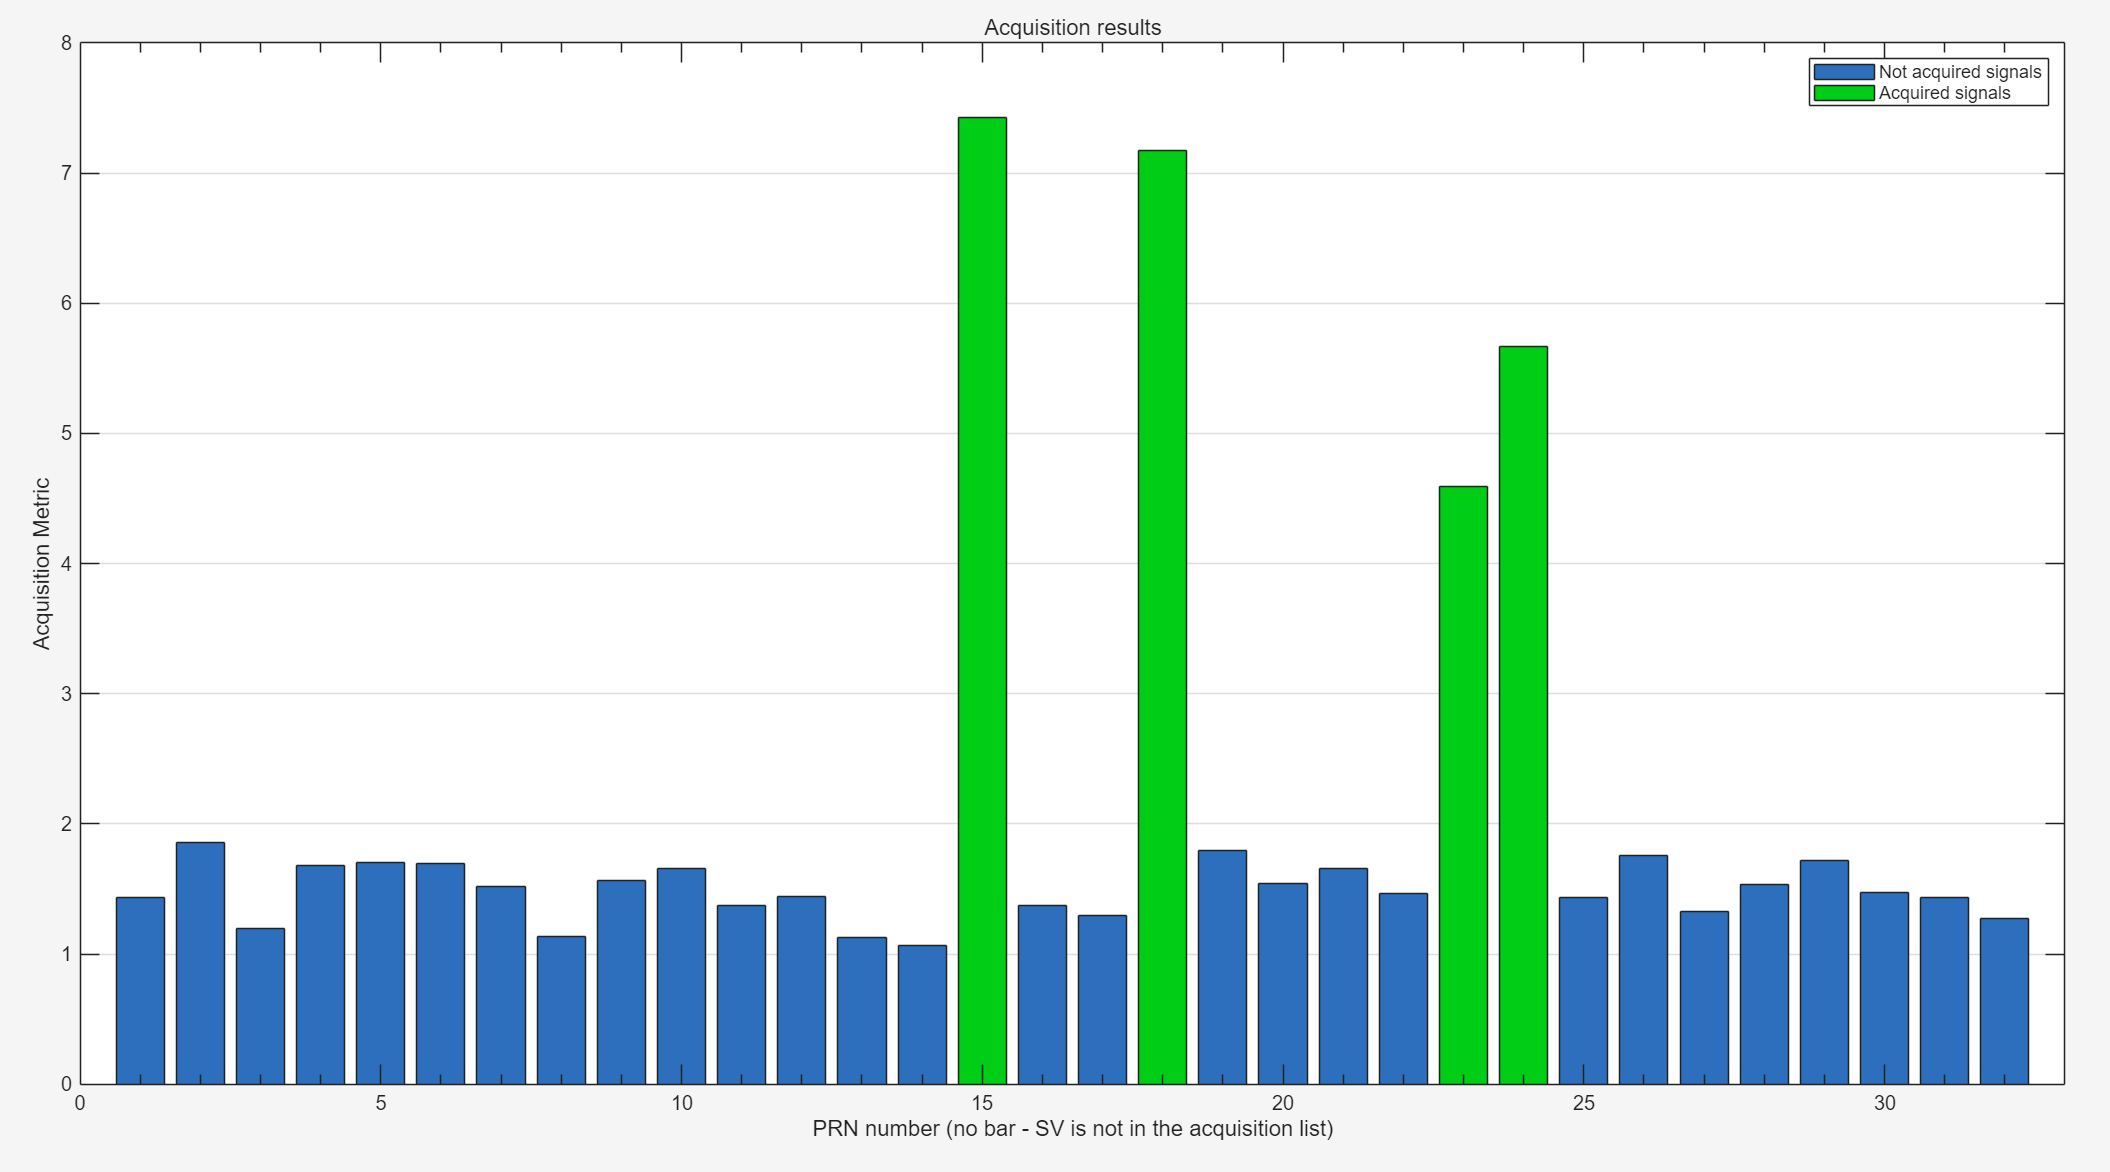 Acquisition results
Not acquired signals
Acquired signals
8
7
6
5
4
3
2
1
0
Acquisition Metric
0 5 10 15 20 25 30
PRN number (no bar - SV is not in the acquisition list)